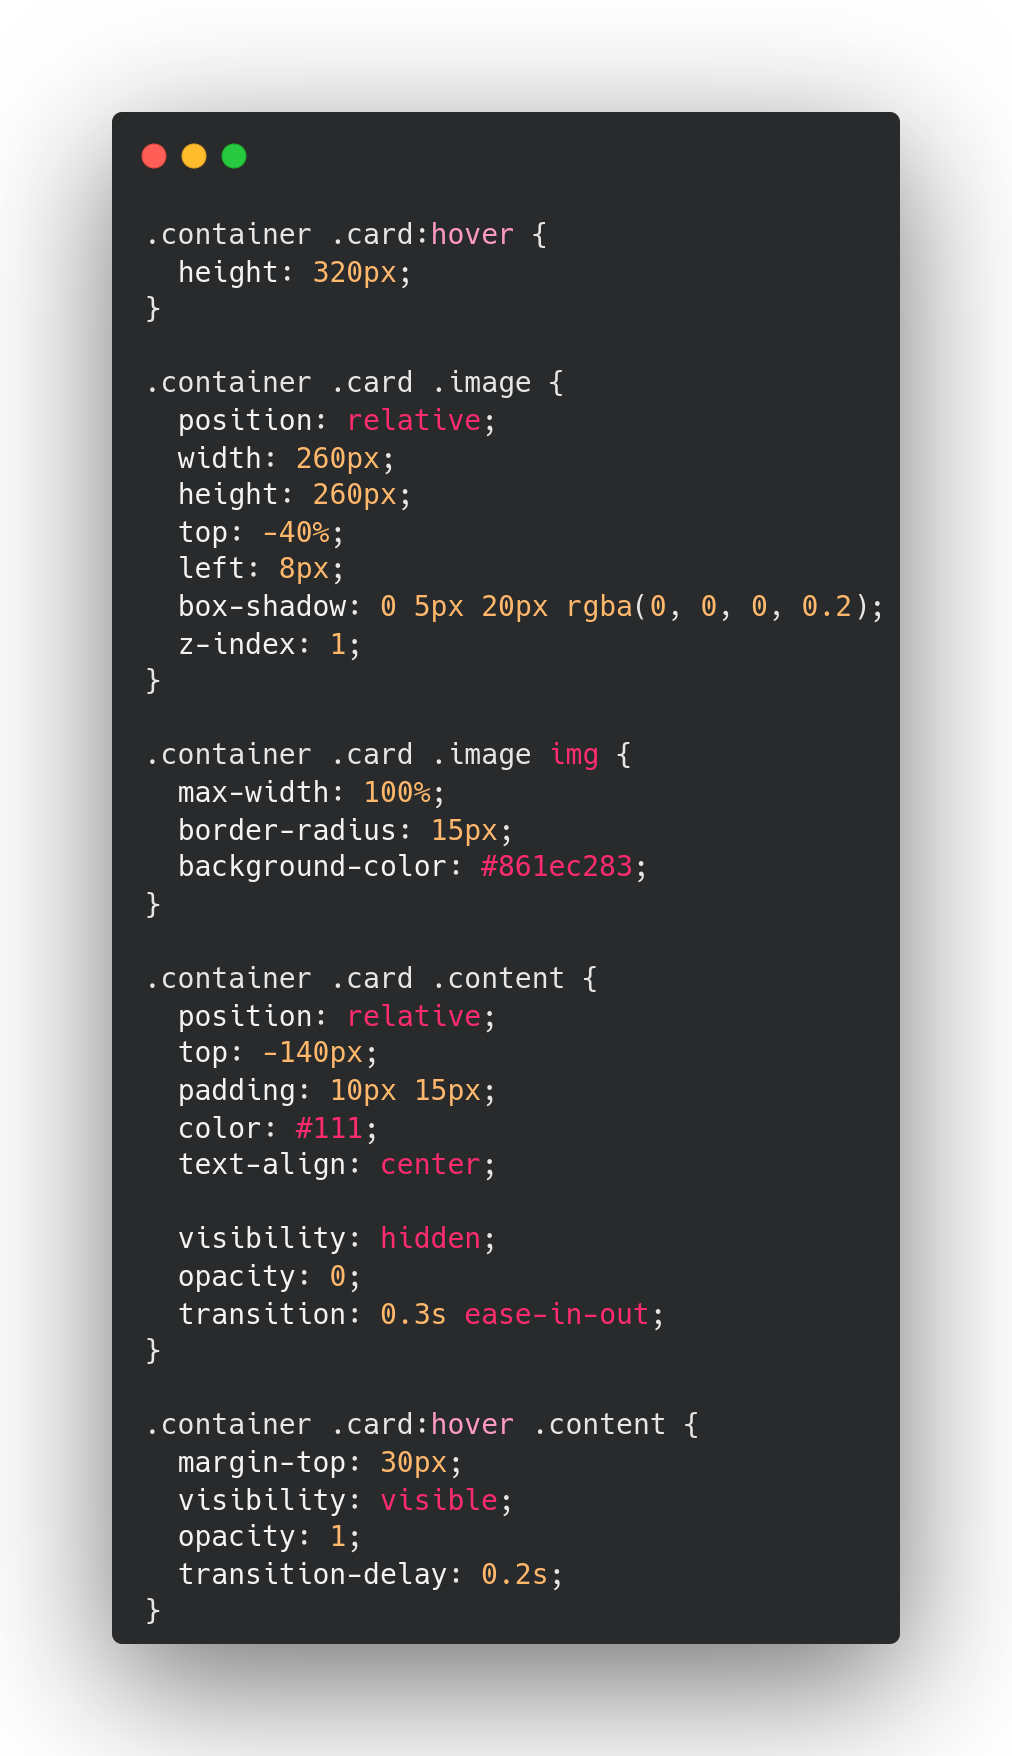 .container .card:hover {
  height: 320px;
}

.container .card .image {
  position: relative;
  width: 260px;
  height: 260px;
  top: -40%;
  left: 8px;
  box-shadow: 0 5px 20px rgba(0, 0, 0, 0.2);
  z-index: 1;
}

.container .card .image img {
  max-width: 100%;
  border-radius: 15px;
  background-color: #861ec283;
}

.container .card .content {
  position: relative;
  top: -140px;
  padding: 10px 15px;
  color: #111;
  text-align: center;

  visibility: hidden;
  opacity: 0;
  transition: 0.3s ease-in-out;
}

.container .card:hover .content {
  margin-top: 30px;
  visibility: visible;
  opacity: 1;
  transition-delay: 0.2s;
}